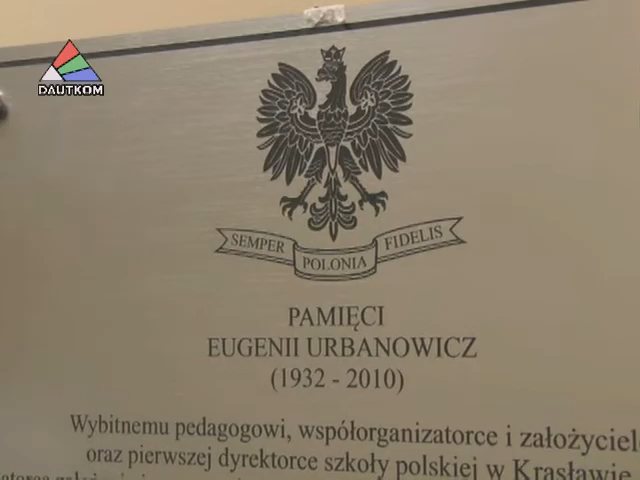 DAUTKOM
SEMPER POLONIA FIDELIS
PAMIĘCI
EUGENII URBANOWICZ
(1932 - 2010)
Wybitnemu pedagogowi, współorganizatorce i założyciel
oraz pierwszej dyrektorce szkoły polskiej w Krasławie